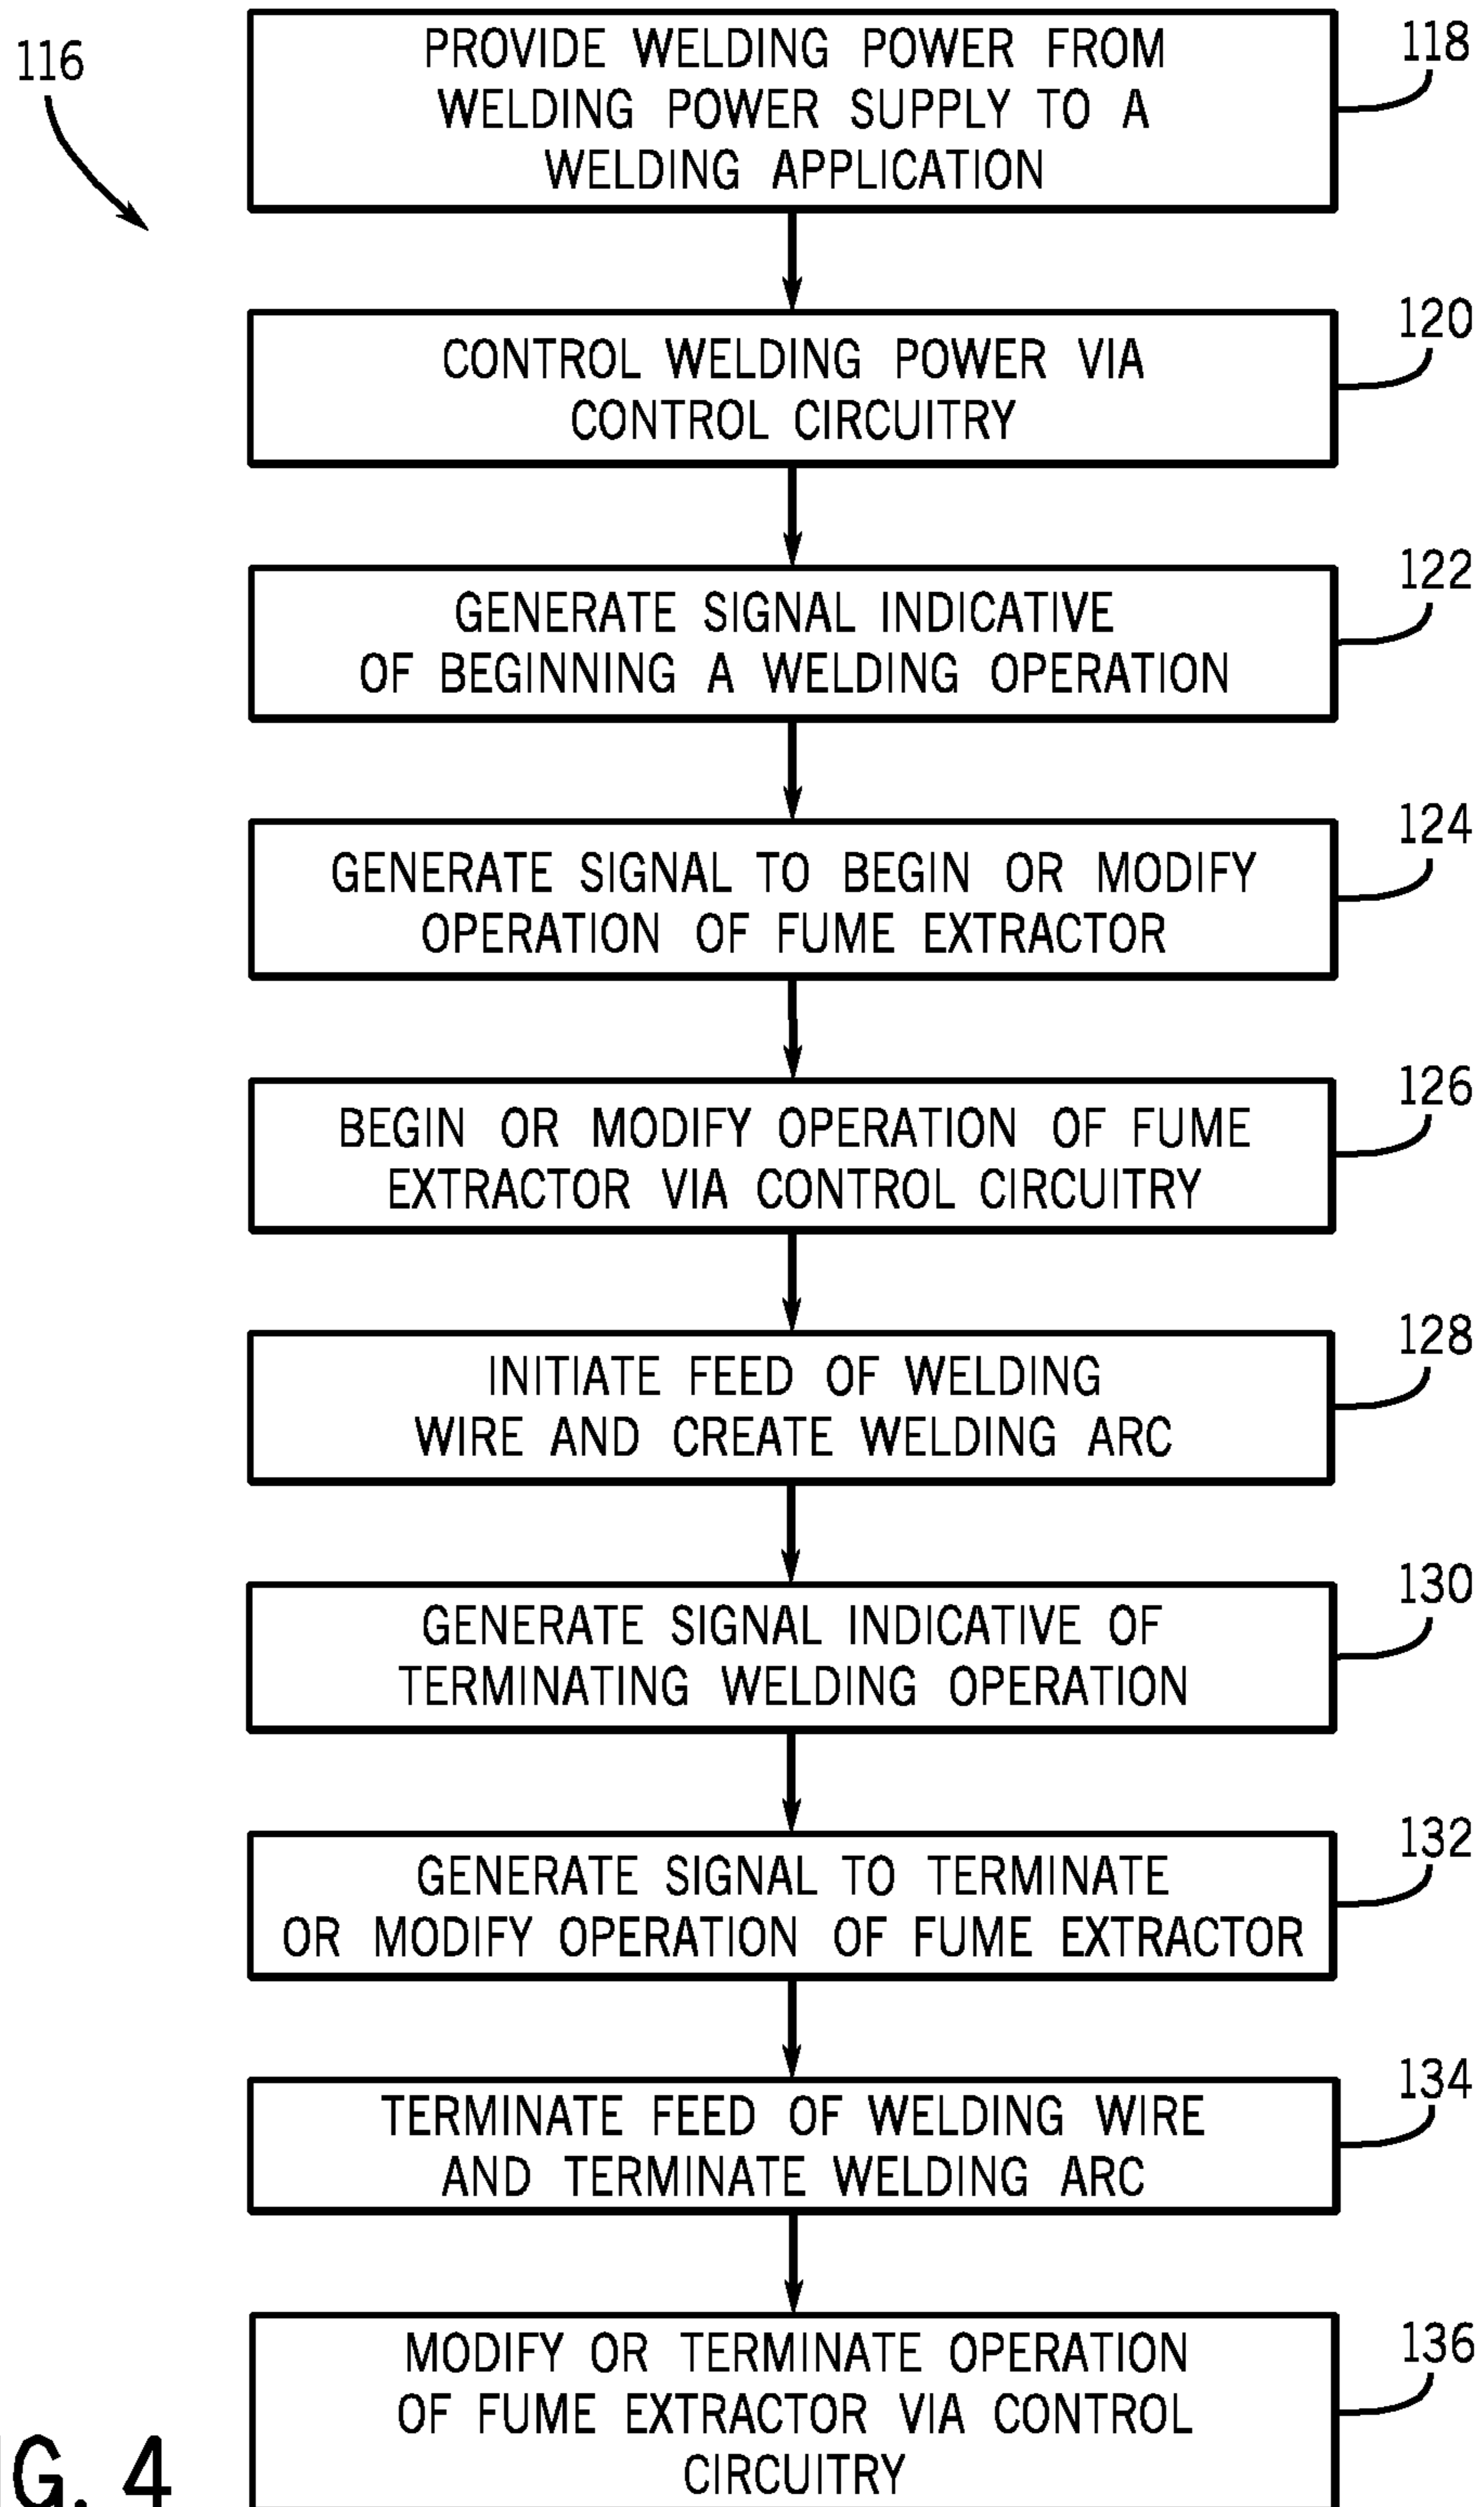 116
PROVIDE WELDING POWER FROM
WELDING POWER SUPPLY TO A
WELDING APPLICATION
118
CONTROL WELDING POWER VIA
CONTROL CIRCUITRY
120
GENERATE SIGNAL INDICATIVE
OF BEGINNING A WELDING OPERATION
122
GENERATE SIGNAL TO BEGIN OR MODIFY
OPERATION OF FUME EXTRACTOR
124
BEGIN OR MODIFY OPERATION OF FUME
EXTRACTOR VIA CONTROL CIRCUITRY
126
INITIATE FEED OF WELDING
WIRE AND CREATE WELDING ARC
128
GENERATE SIGNAL INDICATIVE OF
TERMINATING WELDING OPERATION
130
GENERATE SIGNAL TO TERMINATE
OR MODIFY OPERATION OF FUME EXTRACTOR
132
TERMINATE FEED OF WELDING WIRE
AND TERMINATE WELDING ARC
134
MODIFY OR TERMINATE OPERATION
OF FUME EXTRACTOR VIA CONTROL
CIRCUITRY
136
G. 4